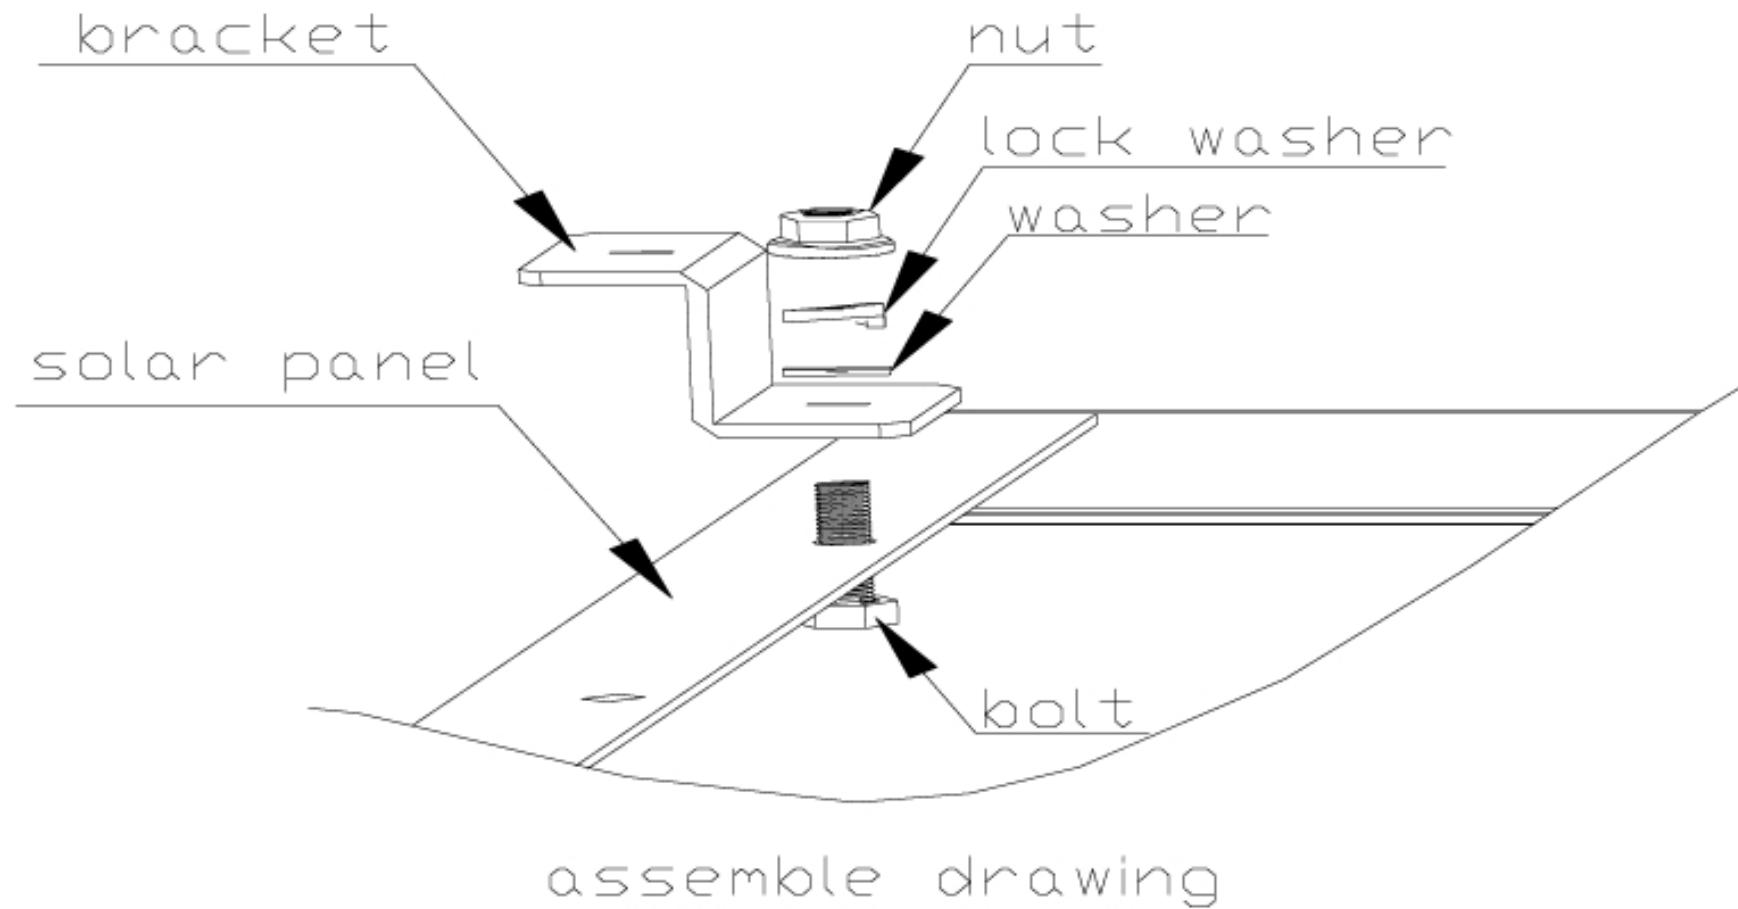 bracket
nut
lock washer
washer
solar panel
bolt
assemble drawing